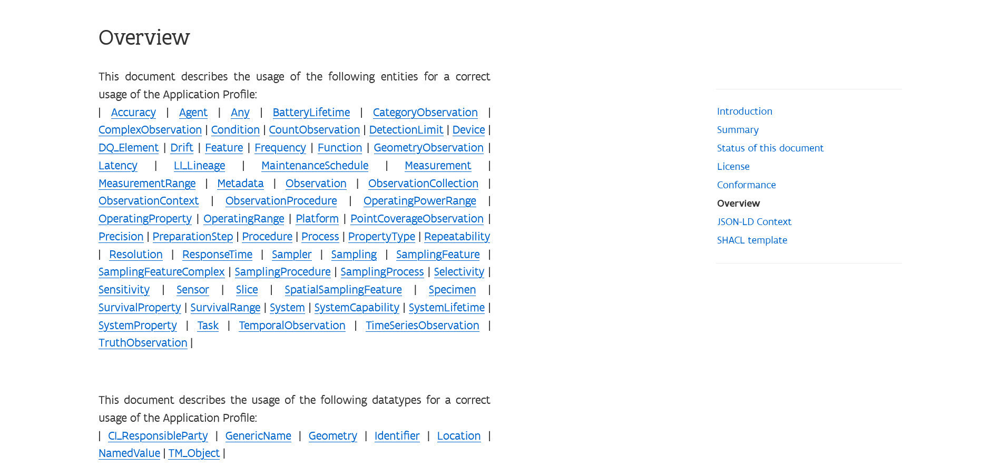 Overview
This document describes the usage of the following entities for a correct
usage of the Application Profile:
| Accuracy | Agent | Any | BatteryLifetime | CategoryObservation |
ComplexObservation | Condition | CountObservation | DetectionLimit | Device |
DQ_Element | Drift | Feature | Frequency | Function | GeometryObservation |
Latency | LI_Lineage | MaintenanceSchedule | Measurement |
MeasurementRange | Metadata | Observation | ObservationCollection |
ObservationContext | ObservationProcedure | OperatingPowerRange |
OperatingProperty | OperatingRange | Platform | PointCoverageObservation |
Precision | PreparationStep | Procedure | Process | PropertyType | Repeatability
| Resolution | ResponseTime | Sampler | Sampling | SamplingFeature |
SamplingFeatureComplex | SamplingProcedure | SamplingProcess | Selectivity |
Sensitivity | Sensor | Slice | SpatialSamplingFeature | Specimen |
SurvivalProperty | SurvivalRange | System | SystemCapability | SystemLifetime |
SystemProperty | Task | TemporalObservation | TimeSeriesObservation |
TruthObservation |
This document describes the usage of the following datatypes for a correct
usage of the Application Profile:
| CI_ResponsibleParty | GenericName | Geometry | Identifier | Location |
NamedValue | TM_Object |
Introduction
Summary
Status of this document
License
Conformance
Overview
JSON-LD Context
SHACL template